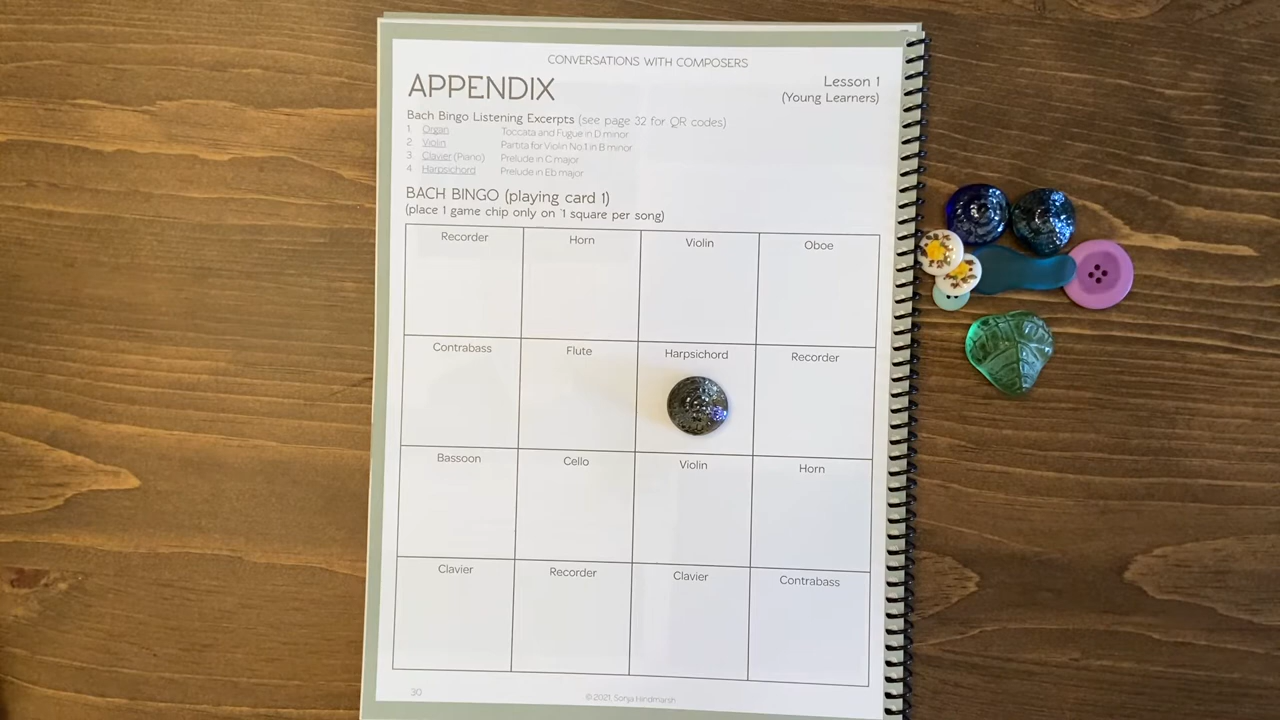 CONVERSATIONS WITH COMPOSERS
APPENDIX
Lesson 1
(Young Learners)
Bach Bingo Listening Excerpts (see page 32 for QR codes)
1. Organ Toccata and Fugue in D minor
2. Violin Partita for Violin No.1 in B minor
3. Clavier (Piano) Prelude in C major
4. Harpsichord Prelude in Eb major
BACH BINGO (playing card 1)
(place 1 game chip only on 1 square per song)
Recorder Horn Violin Oboe
Contrabass Flute Harpsichord Recorder
Bassoon Cello Violin Horn
Clavier Recorder Clavier Contrabass
30
© 2021, Sonja Hindmarsh